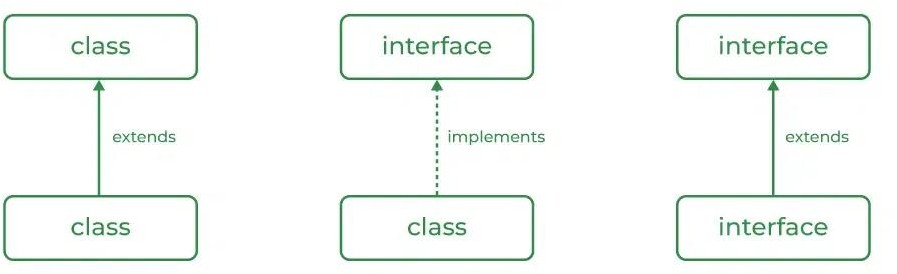 class
interface
interface
extends
implements
extends
class
class
interface